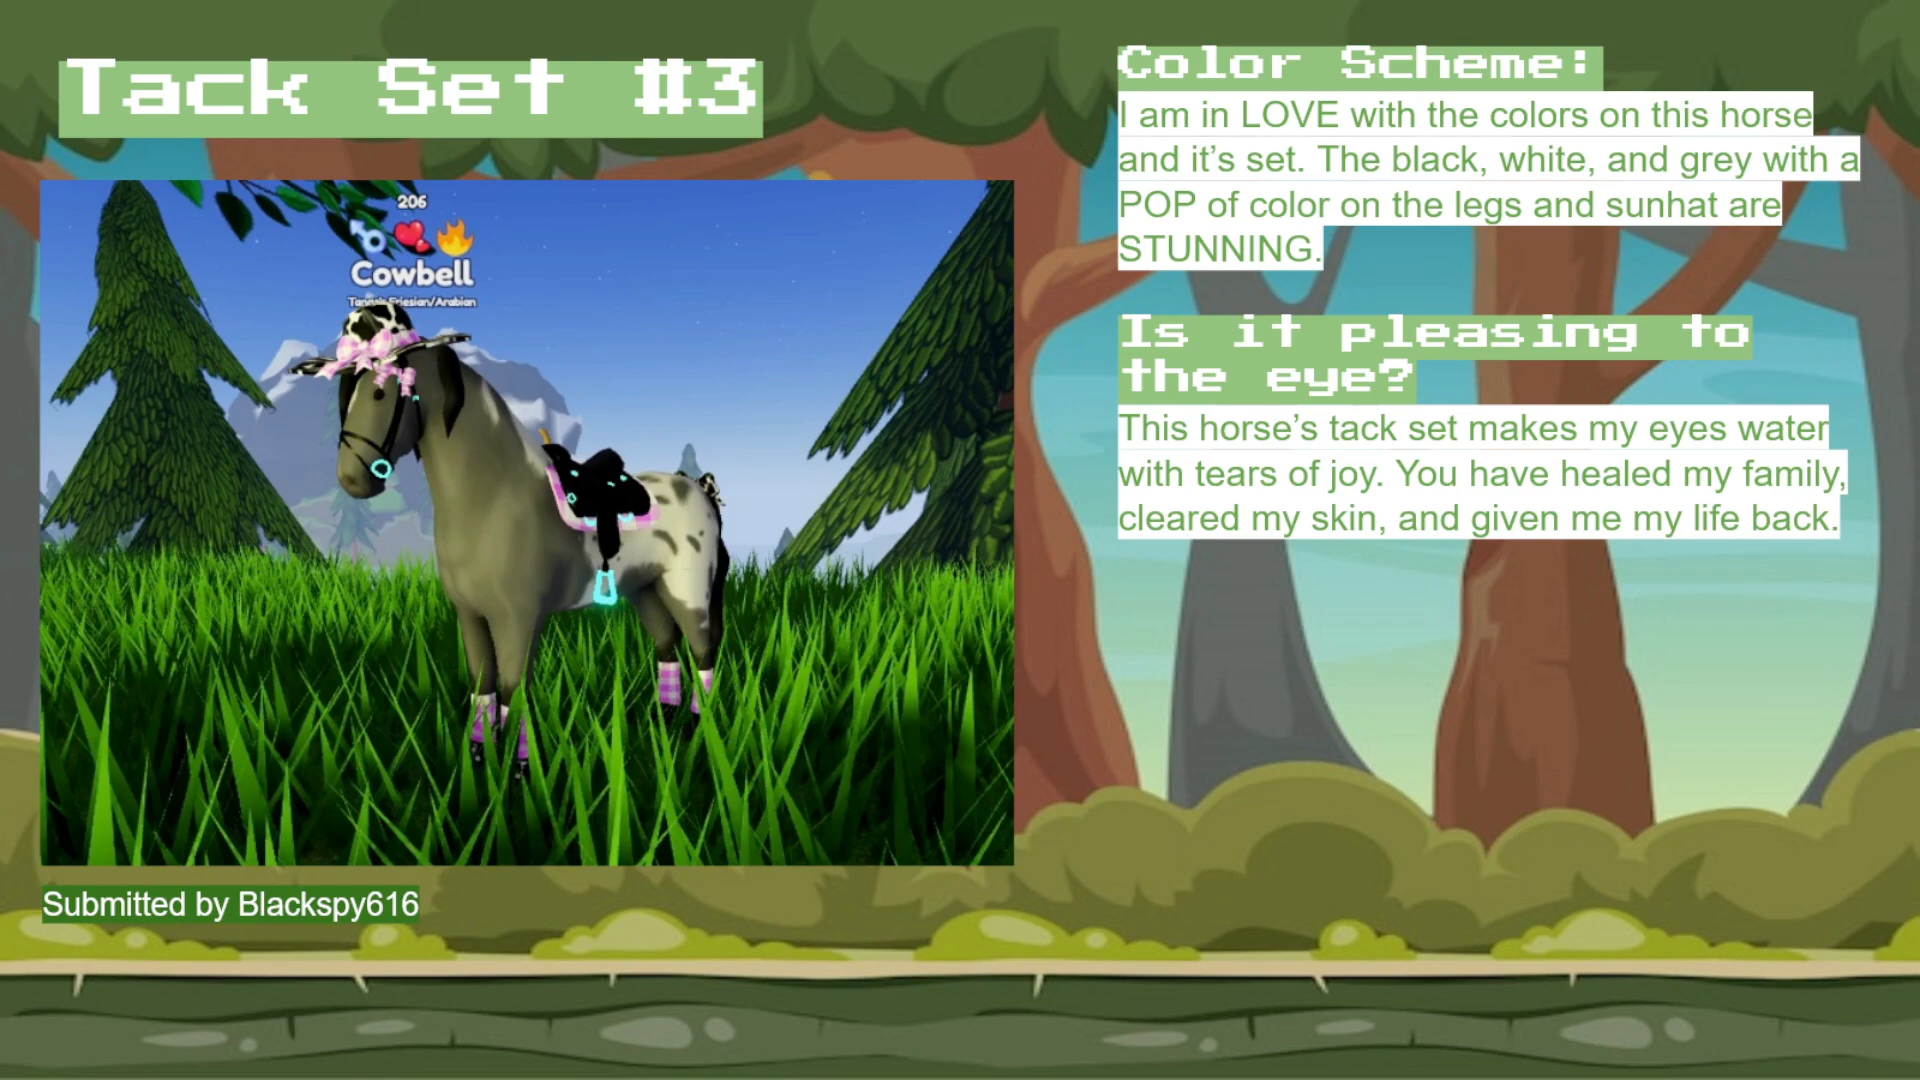 Tack Set #3
206
Cowbell
Friesian/Arabian
Submitted by Blackspy616
Color Scheme:
I am in LOVE with the colors on this horse
and it’s set. The black, white, and grey with a
POP of color on the legs and sunhat are
STUNNING.
Is it pleasing to
the eye?
This horse’s tack set makes my eyes water
with tears of joy. You have healed my family,
cleared my skin, and given me my life back.